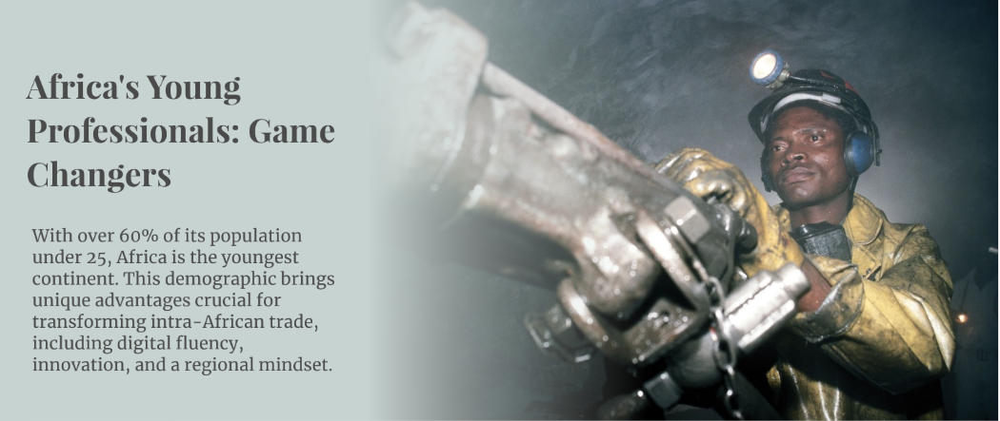 Africa's Young
Professionals: Game
Changers
With over 60% of its population
under 25, Africa is the youngest
continent. This demographic brings
unique advantages crucial for
transforming intra-African trade,
including digital fluency,
innovation, and a regional mindset.